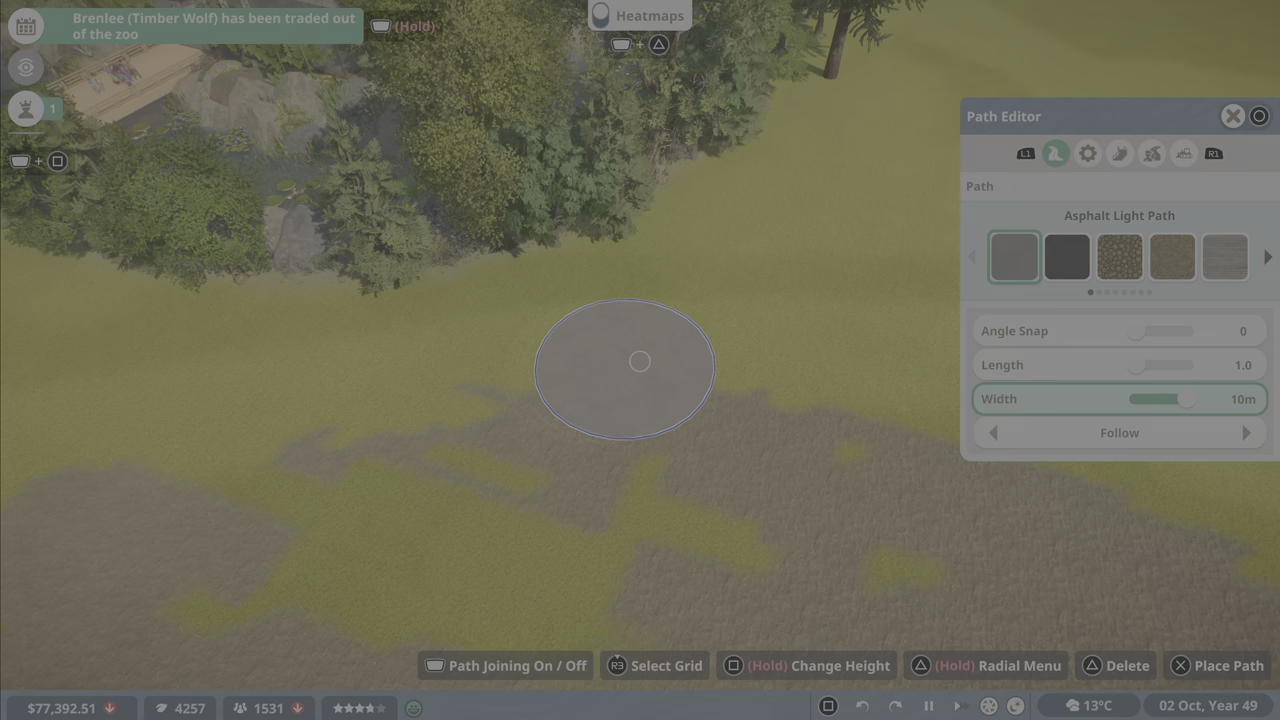 Brenlee (Timber Wolf) has been traded out
of the zoo
(Hold)
Heatmaps
+
1
+
Path Editor
L1
R1
Path
Asphalt Light Path
Angle Snap 0
Length 1.0
Width 10m
Follow
Path Joining On / Off
R3 Select Grid
(Hold) Change Height
(Hold) Radial Menu
Delete
Place Path
$77,392.51
4257
1531
13°C
02 Oct, Year 49